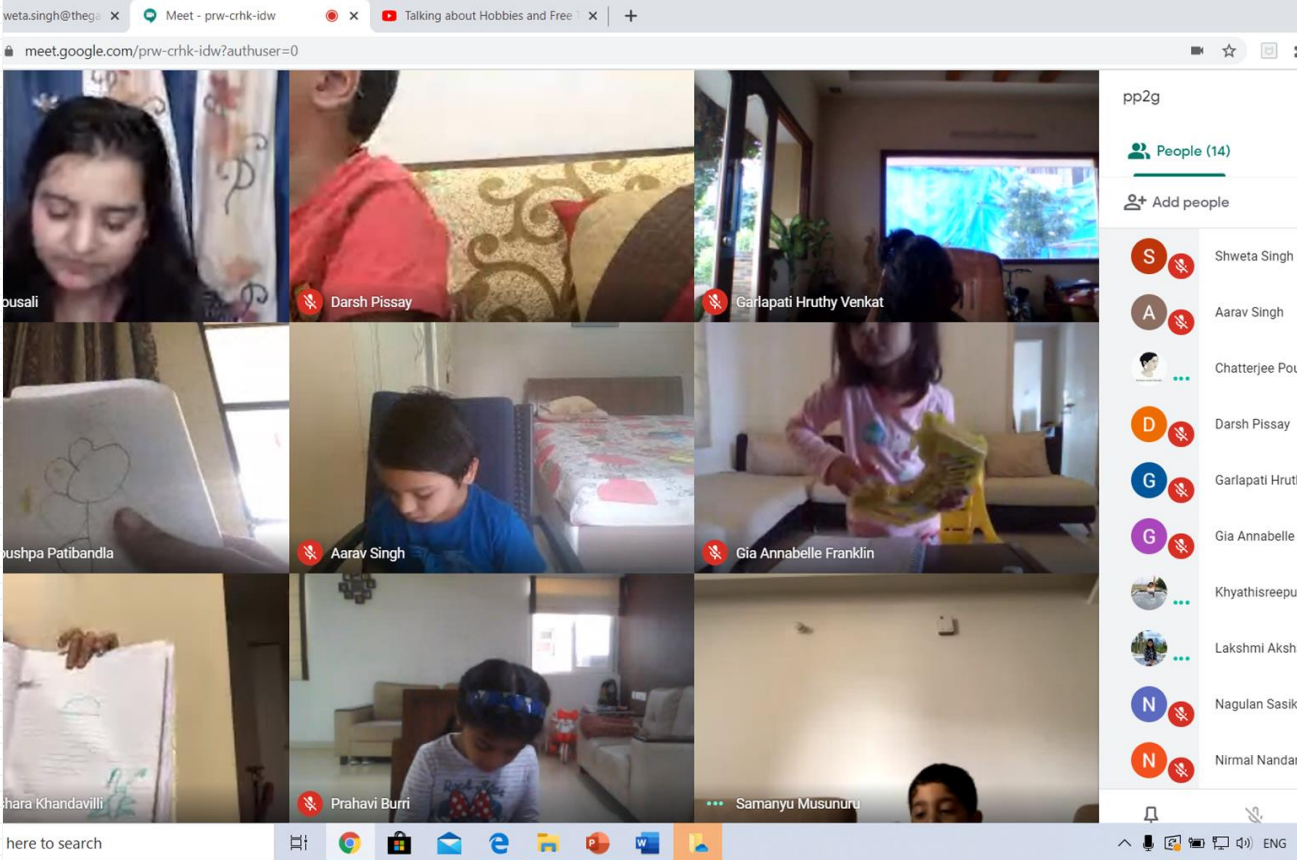 weta.singh@thega
Meet - prw-crhk-idw
Talking about Hobbies and Free T
meet.google.com/prw-crhk-idw?authuser=0
pp2g
People (14)
Add people
S Shweta Singh
A Aarav Singh
Chatterjee Pou
D Darsh Pissay
G Garlapati Hrut
G Gia Annabelle
Khyathisreepu
Lakshmi Aksh
N Nagulan Sasik
N Nirmal Nandan
ousali
Darsh Pissay
Garlapati Hruthy Venkat
ushpa Patibandla
Aarav Singh
Gia Annabelle Franklin
hara Khandavilli
Prahavi Burri
Samanyu Musunuru
here to search
ENG